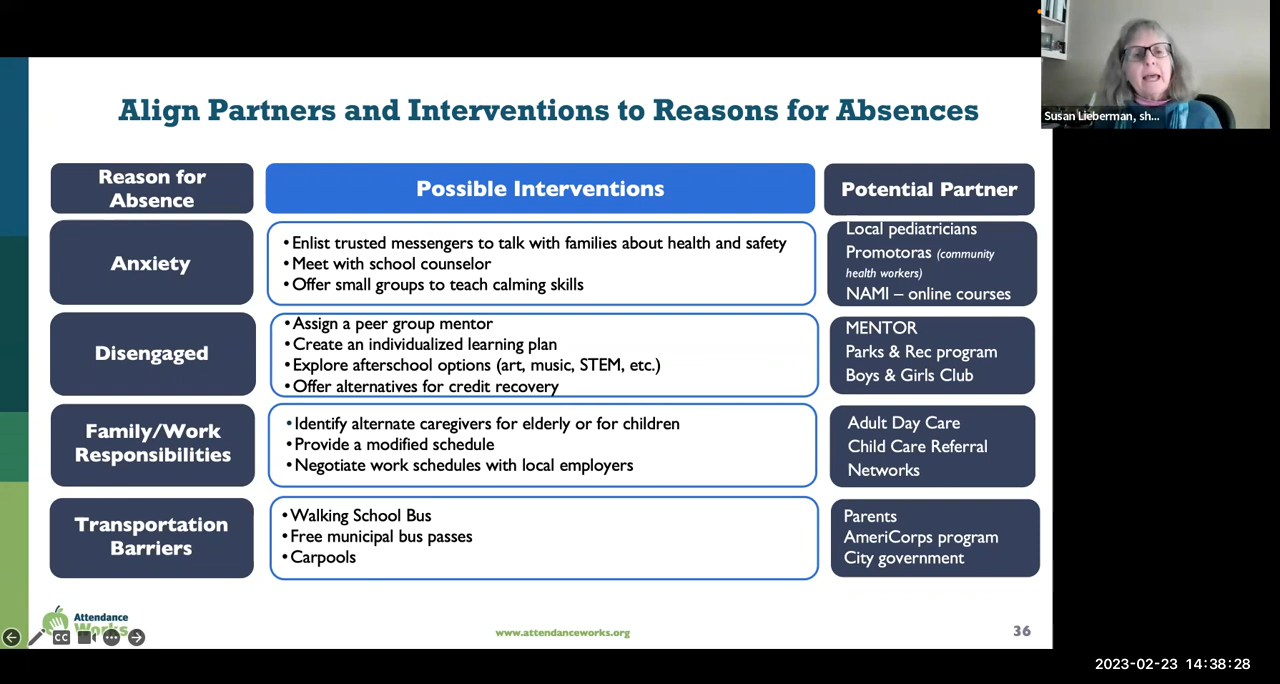 Susan Lieberman, sh...
Align Partners and Interventions to Reasons for Absences
Reason for
Absence
Possible Interventions
Potential Partner
Anxiety
•Enlist trusted messengers to talk with families about health and safety
•Meet with school counselor
•Offer small groups to teach calming skills
Local pediatricians
Promotoras (community
health workers)
NAMI – online courses
Disengaged
•Assign a peer group mentor
•Create an individualized learning plan
•Explore afterschool options (art, music, STEM, etc.)
•Offer alternatives for credit recovery
MENTOR
Parks & Rec program
Boys & Girls Club
Family/Work
Responsibilities
•Identify alternate caregivers for elderly or for children
•Provide a modified schedule
•Negotiate work schedules with local employers
Adult Day Care
Child Care Referral
Networks
Transportation
Barriers
•Walking School Bus
•Free municipal bus passes
•Carpools
Parents
AmeriCorps program
City government
Attendance
Works
CC
www.attendanceworks.org
36
2023-02-23 14:38:28